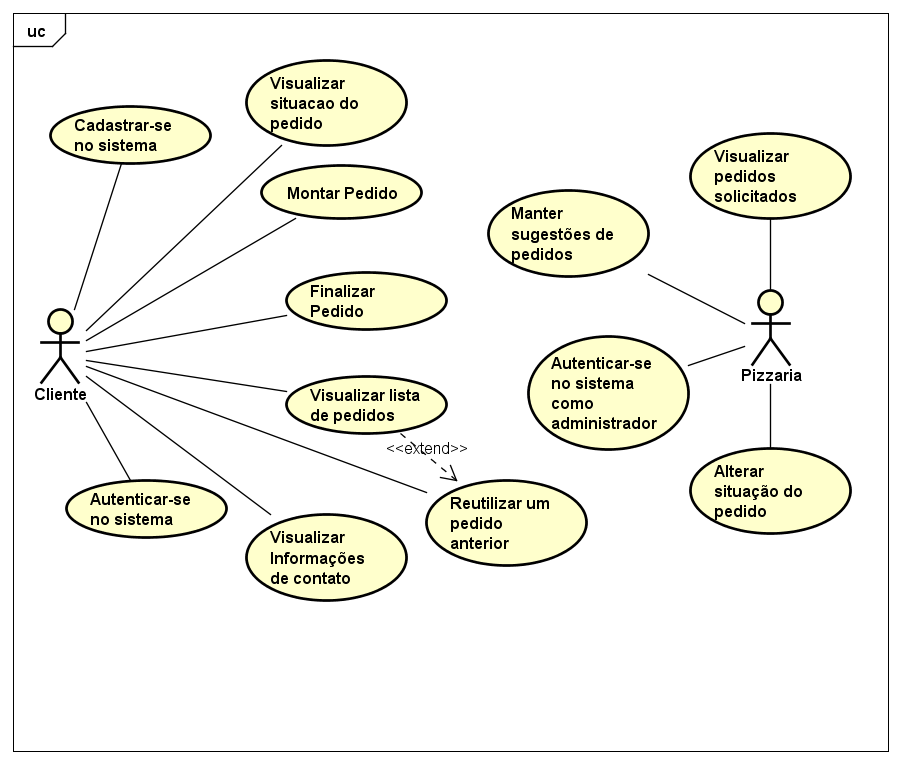 uc
Visualizar
situacao do
pedido
Cadastrar-se
no sistema
Montar Pedido
Finalizar
Pedido
Cliente
Visualizar lista
de pedidos
<<extend>>
Autenticar-se
no sistema
Visualizar
Informações
de contato
Reutilizar um
pedido
anterior
Visualizar
pedidos
solicitados
Manter
sugestões de
pedidos
Autenticar-se
no sistema
como
administrador
Pizzaria
Alterar
situação do
pedido